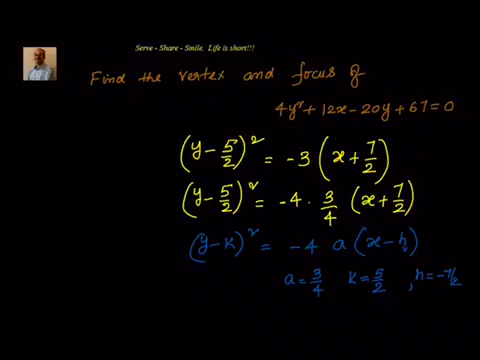 Serve - Share - Smile. Life is short!!!
Find the vertex and focus of
4y² + 12x - 20y + 67 = 0
(y - 5/2)² = -3 (x + 7/2)
(y - 5/2)² = -4 · 3/4 (x + 7/2)
(y - k)² = -4 a (x - h)
a = 3/4 k = 5/2 , h = -7/2